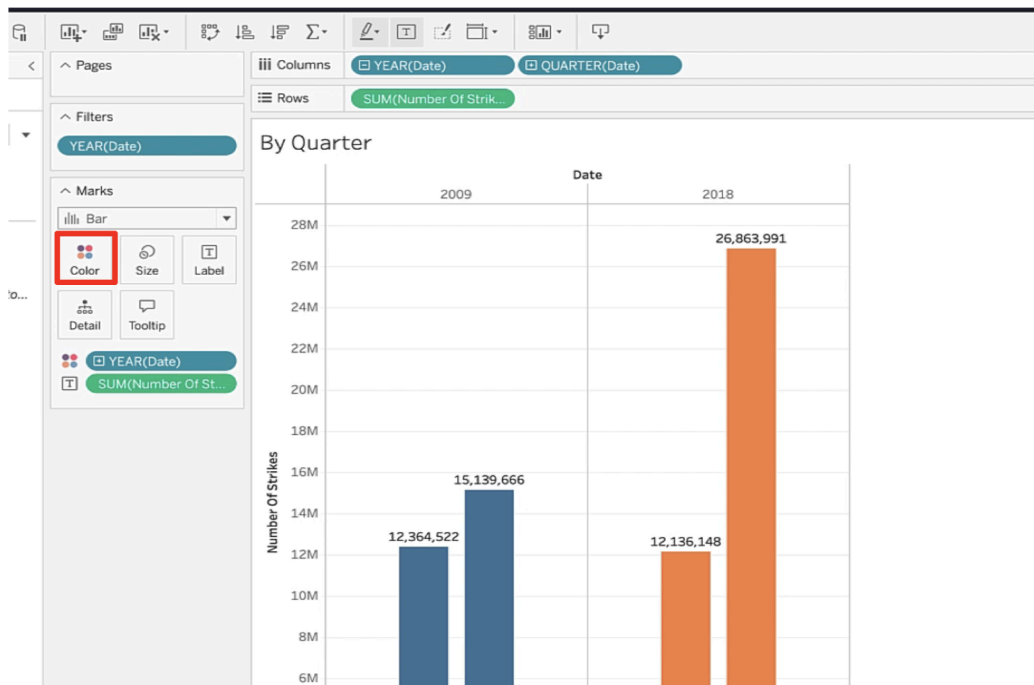 Pages
Filters
YEAR(Date)
Marks
Bar
Color
Size
Label
Detail
Tooltip
YEAR(Date)
SUM(Number Of St...
to...
Columns
YEAR(Date)
QUARTER(Date)
Rows
SUM(Number Of Strik...
By Quarter
Date
2009
2018
Number Of Strikes
28M
26M
24M
22M
20M
18M
16M
14M
12M
10M
8M
6M
12,364,522
15,139,666
12,136,148
26,863,991